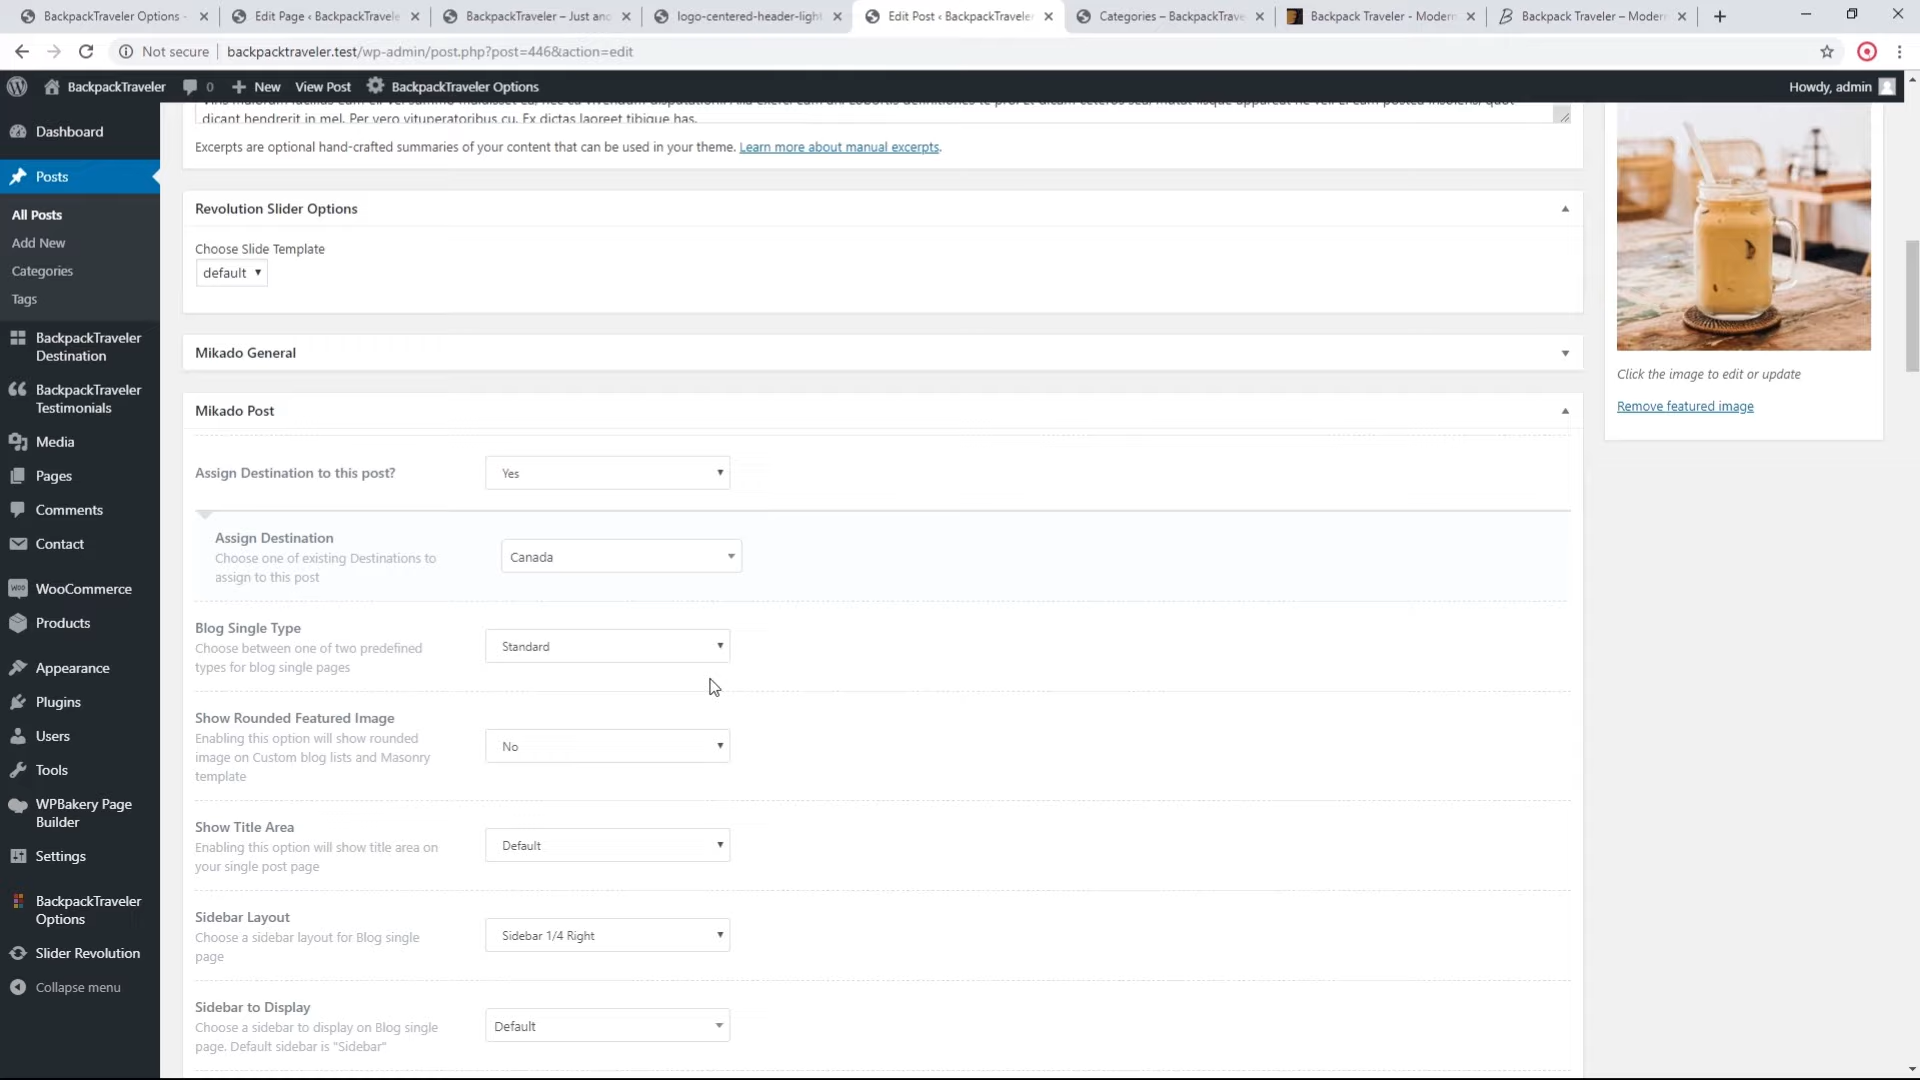 BackpackTraveler Options -
Edit Page ‹ BackpackTravele
BackpackTraveler – Just ano
logo-centered-header-light
Edit Post ‹ BackpackTraveler
Categories – BackpackTrave
Backpack Traveler - Modern
Backpack Traveler – Modern
Not secure
backpacktraveler.test/wp-admin/post.php?post=446&action=edit
BackpackTraveler
0
New
View Post
BackpackTraveler Options
Howdy, admin
Dashboard
Posts
All Posts
Add New
Categories
Tags
BackpackTraveler
Destination
BackpackTraveler
Testimonials
Media
Pages
Comments
Contact
WooCommerce
Products
Appearance
Plugins
Users
Tools
WPBakery Page
Builder
Settings
BackpackTraveler
Options
Slider Revolution
Collapse menu
dicant hendrerit in mel. Per vero vituperatoribus cu. Ex dictas laoreet tibique has.
Excerpts are optional hand-crafted summaries of your content that can be used in your theme. Learn more about manual excerpts.
Revolution Slider Options
Choose Slide Template
default
Mikado General
Mikado Post
Assign Destination to this post?
Yes
Assign Destination
Choose one of existing Destinations to
assign to this post
Canada
Blog Single Type
Choose between one of two predefined
types for blog single pages
Standard
Show Rounded Featured Image
Enabling this option will show rounded
image on Custom blog lists and Masonry
template
No
Show Title Area
Enabling this option will show title area on
your single post page
Default
Sidebar Layout
Choose a sidebar layout for Blog single
page
Sidebar 1/4 Right
Sidebar to Display
Choose a sidebar to display on Blog single
page. Default sidebar is "Sidebar"
Default
Click the image to edit or update
Remove featured image